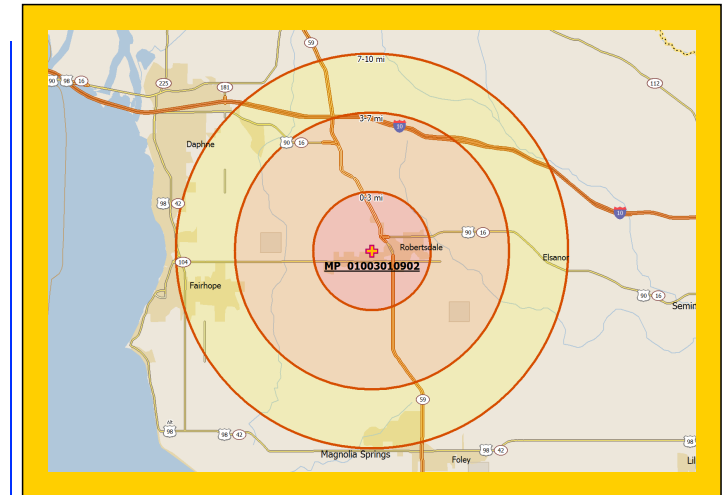 59
7-10 mi
90 98 16
225
181
112
3-7 mi
10
90 16
Daphne
0-3 mi
98 42
10
90 16
Robertsdale
Elsanor
104
MP_01003010902
Fairhope
90 16
Semin
59
98
98 42
98 42
98
Magnolia Springs
Foley
Lil